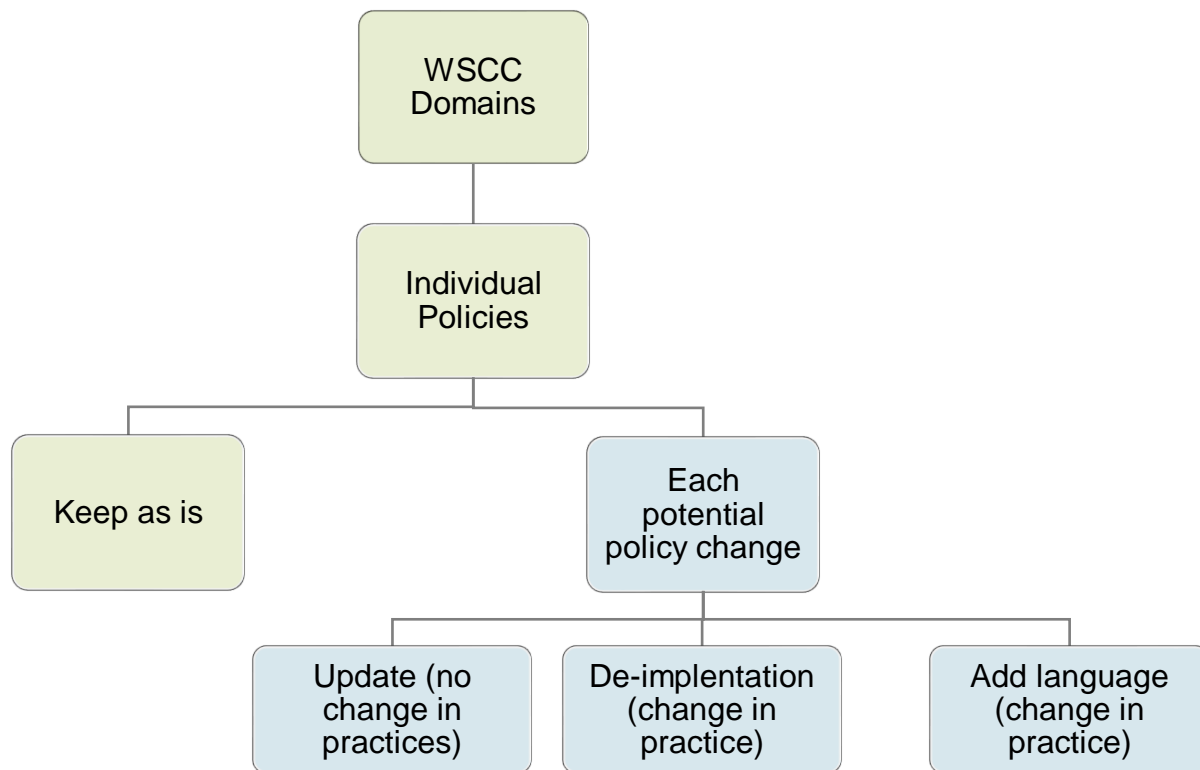 WSCC
Domains
Individual
Policies
Keep as is
Each
potential
policy change
Update (no
change in
practices)
De-implentation
(change in
practice)
Add language
(change in
practice)